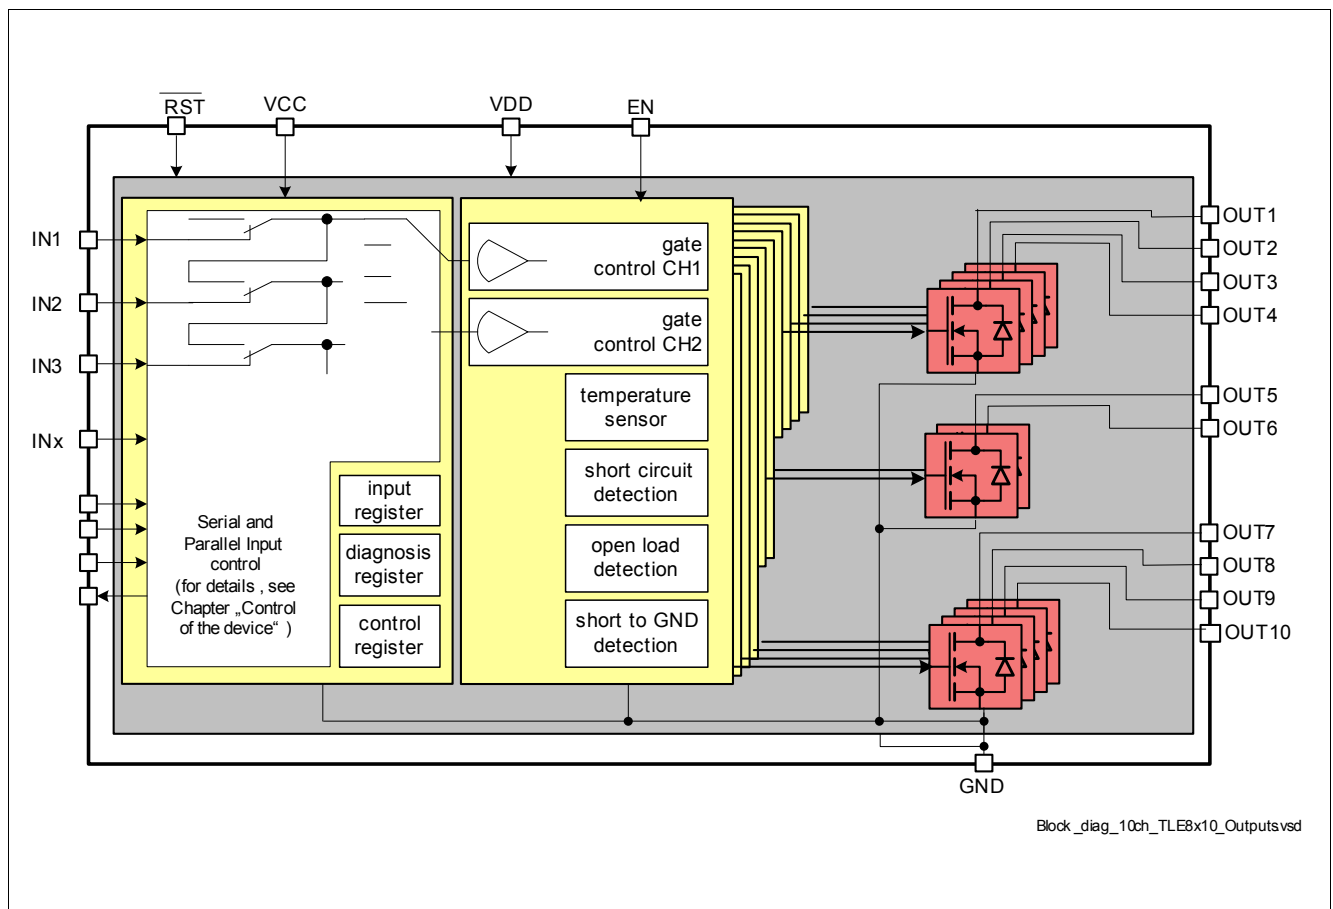 RST VCC VDD EN
IN1
IN2
IN3
INx
gate
control CH1
gate
control CH2
temperature
sensor
short circuit
detection
open load
detection
short to GND
detection
input
register
diagnosis
register
control
register
Serial and
Parallel Input
control
(for details , see
Chapter „Control
of the device“ )
OUT1
OUT2
OUT3
OUT4
OUT5
OUT6
OUT7
OUT8
OUT9
OUT10
GND
Block_diag_10ch_TLE8x10_Outputs.vsd